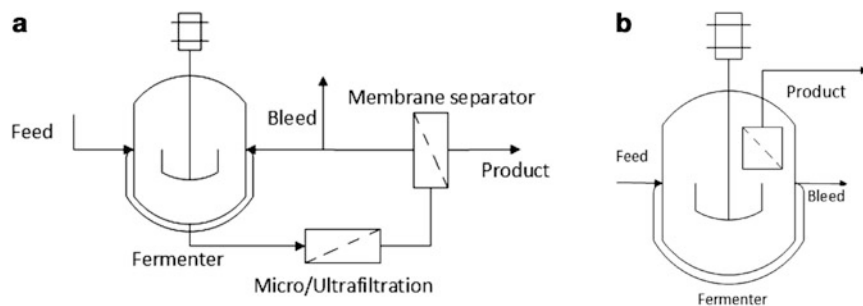 a
Feed
Bleed
Membrane separator
Product
Fermenter
Micro/Ultrafiltration
b
Product
Feed
Bleed
Fermenter